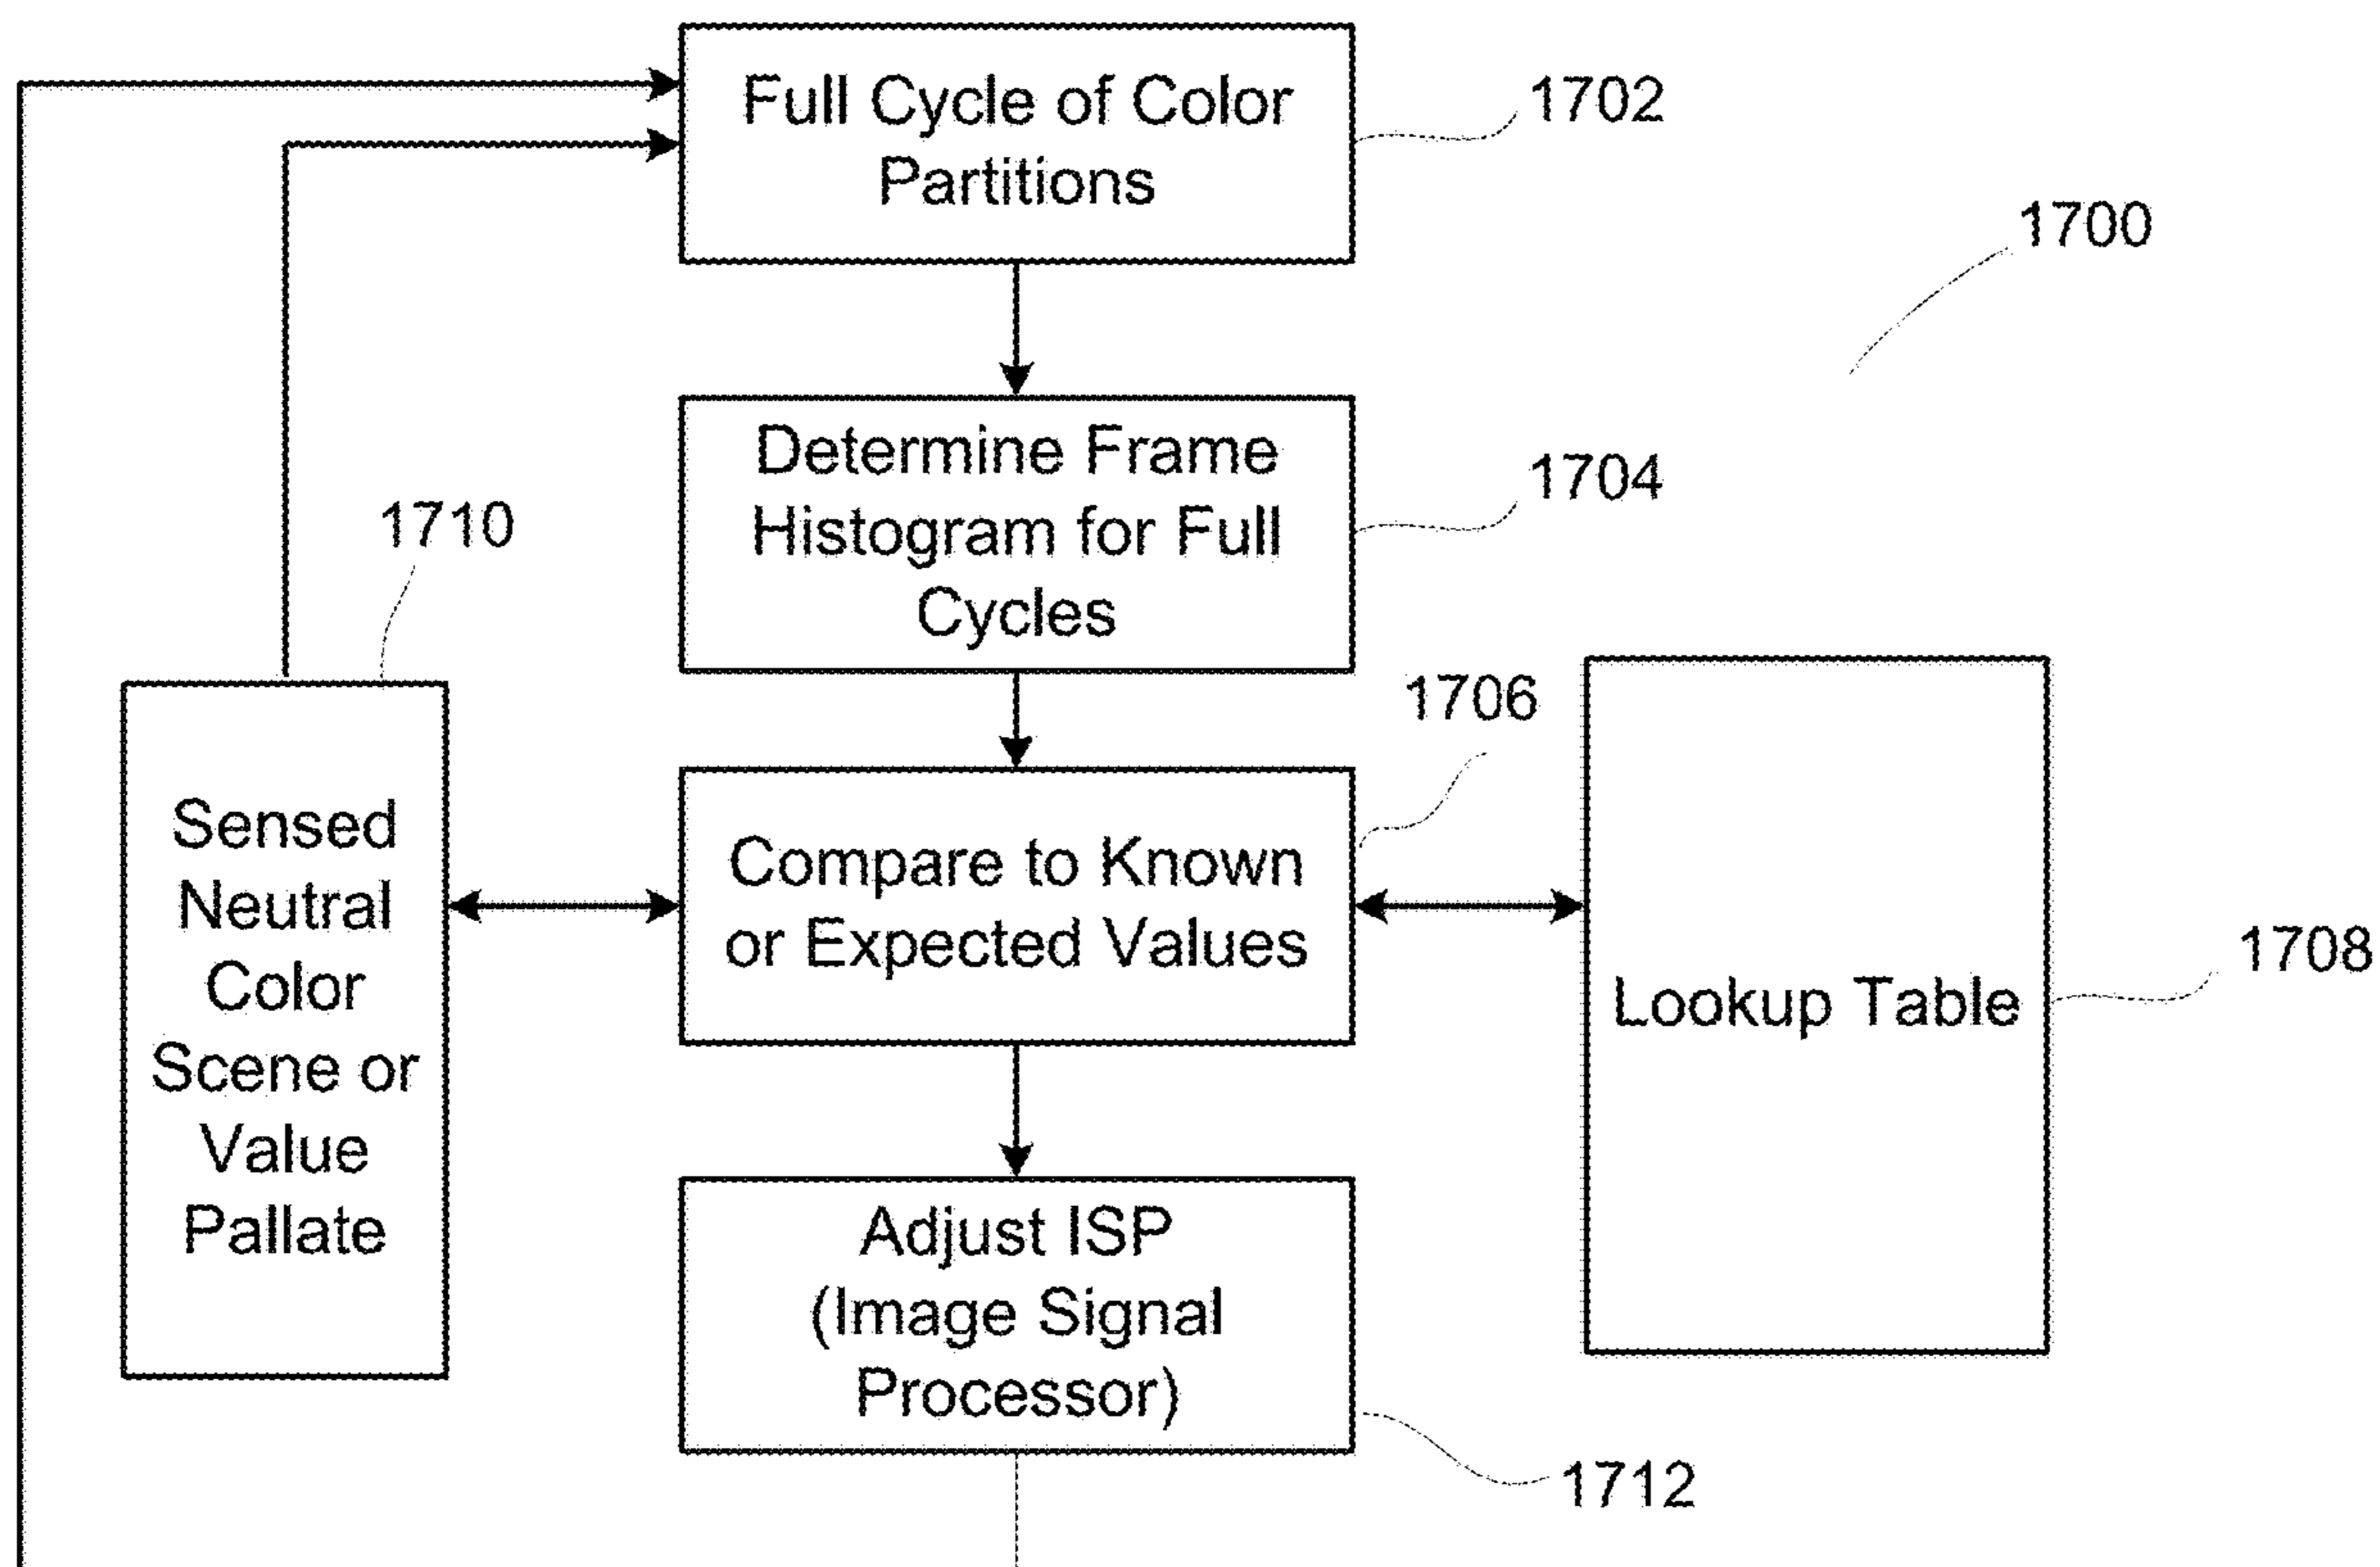 Full Cycle of Color
Partitions
1702
1700
Determine Frame
Histogram for Full
Cycles
1704
1710
Sensed
Neutral
Color
Scene or
Value
Pallate
1706
Compare to Known
or Expected Values
Lookup Table
1708
Adjust ISP
(Image Signal
Processor)
1712